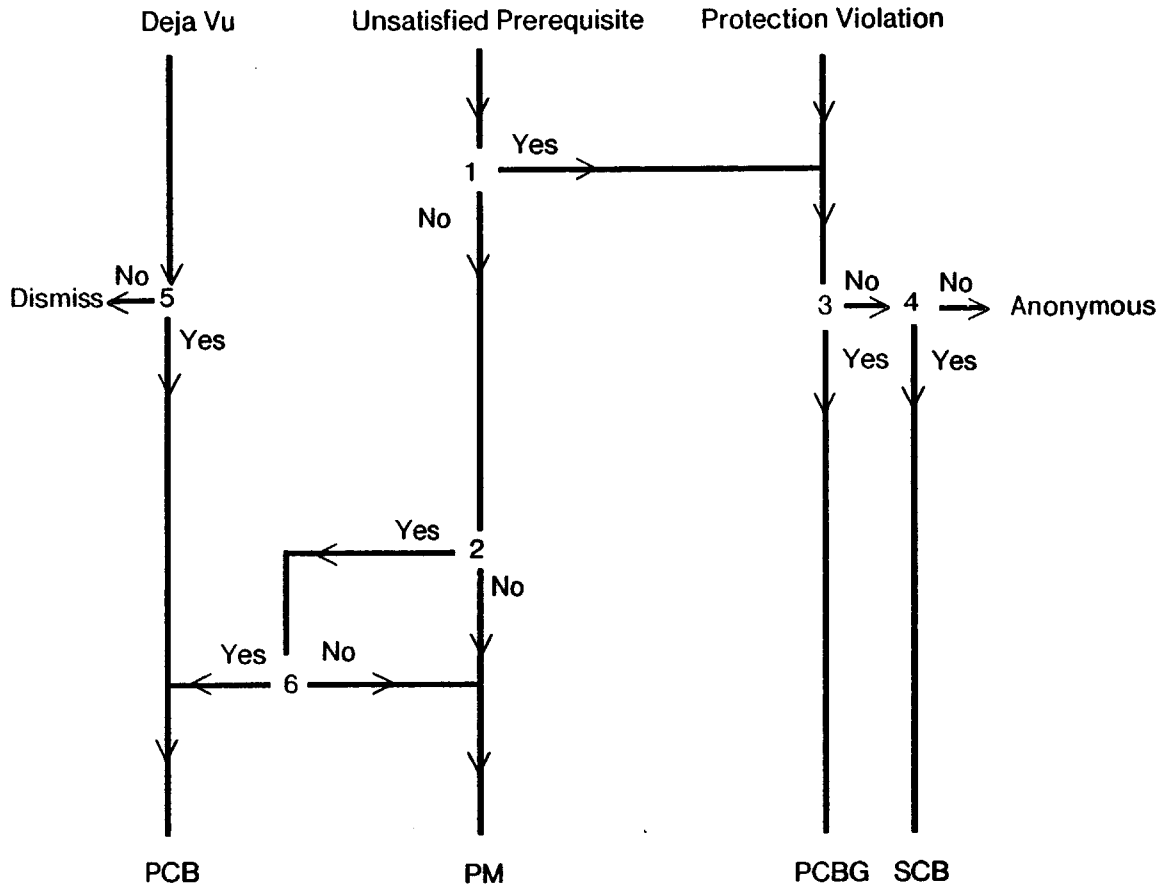 Deja Vu Unsatisfied Prerequisite Protection Violation
Yes
1
No
No No No
Dismiss 5 3 4 Anonymous
Yes Yes Yes
Yes
2
No
Yes No
6
PCB PM PCBG SCB